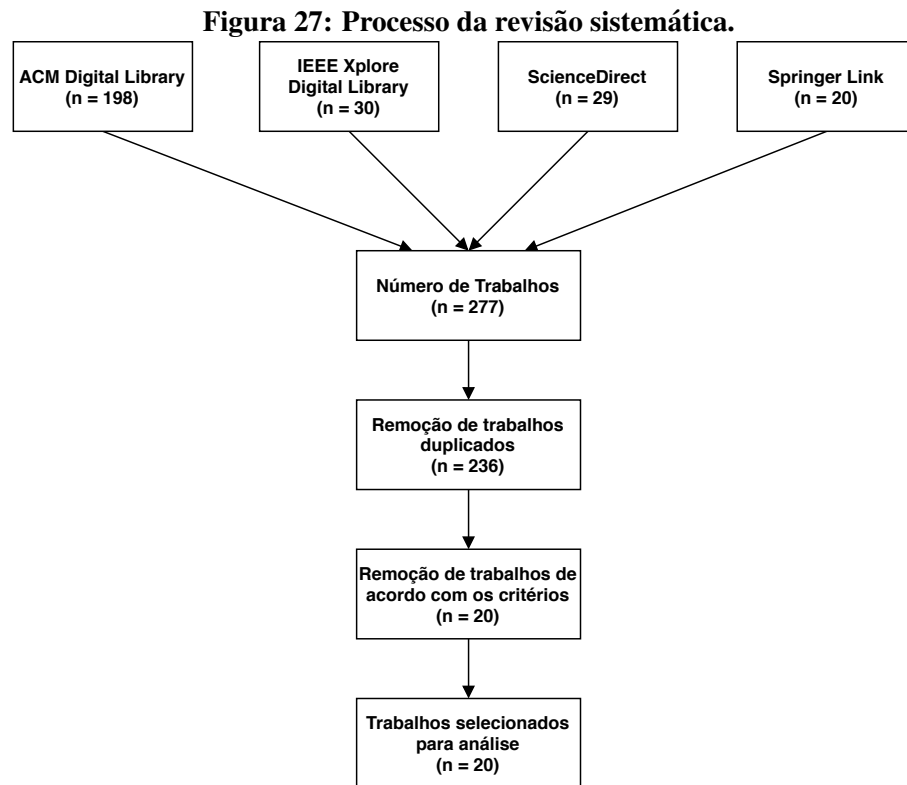 Figura 27: Processo da revisão sistemática.
ACM Digital Library
(n = 198)
IEEE Xplore
Digital Library
(n = 30)
ScienceDirect
(n = 29)
Springer Link
(n = 20)
Número de Trabalhos
(n = 277)
Remoção de trabalhos
duplicados
(n = 236)
Remoção de trabalhos de
acordo com os critérios
(n = 20)
Trabalhos selecionados
para análise
(n = 20)